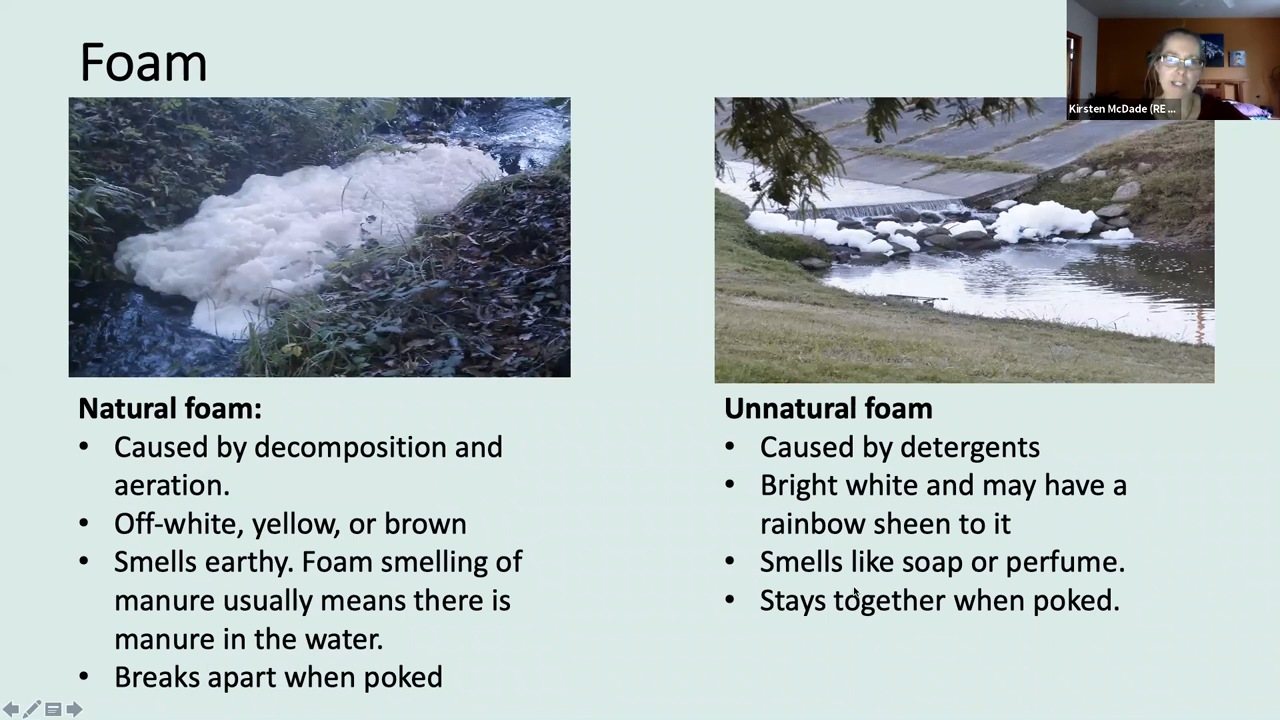 Foam
Kirsten McDade (RE ...
Natural foam:
• Caused by decomposition and
aeration.
• Off-white, yellow, or brown
• Smells earthy. Foam smelling of
manure usually means there is
manure in the water.
• Breaks apart when poked
Unnatural foam
• Caused by detergents
• Bright white and may have a
rainbow sheen to it
• Smells like soap or perfume.
• Stays together when poked.